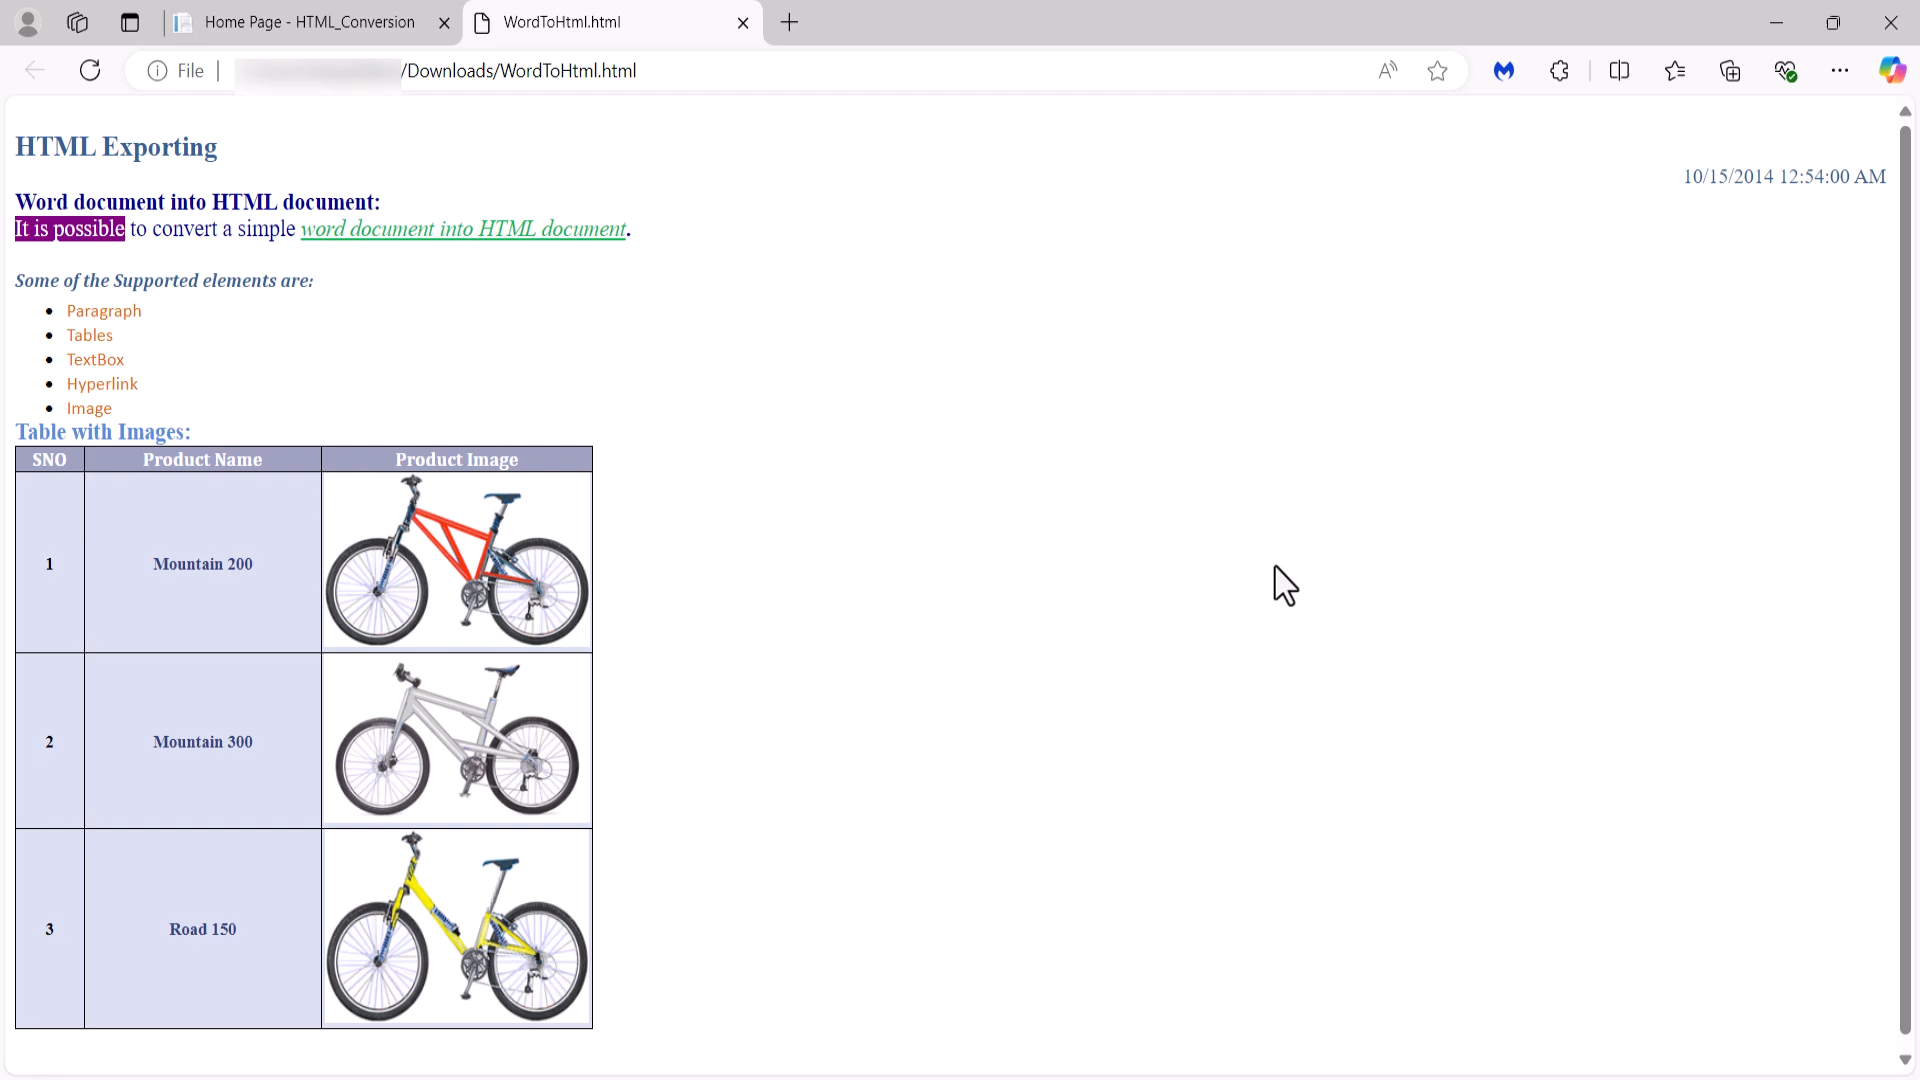 Home Page - HTML_Conversion
WordToHtml.html
File
/Downloads/WordToHtml.html
HTML Exporting
10/15/2014 12:54:00 AM
Word document into HTML document:
It is possible to convert a simple word document into HTML document.
Some of the Supported elements are:
Paragraph
Tables
TextBox
Hyperlink
Image
Table with Images:
SNO Product Name Product Image
1 Mountain 200
2 Mountain 300
3 Road 150